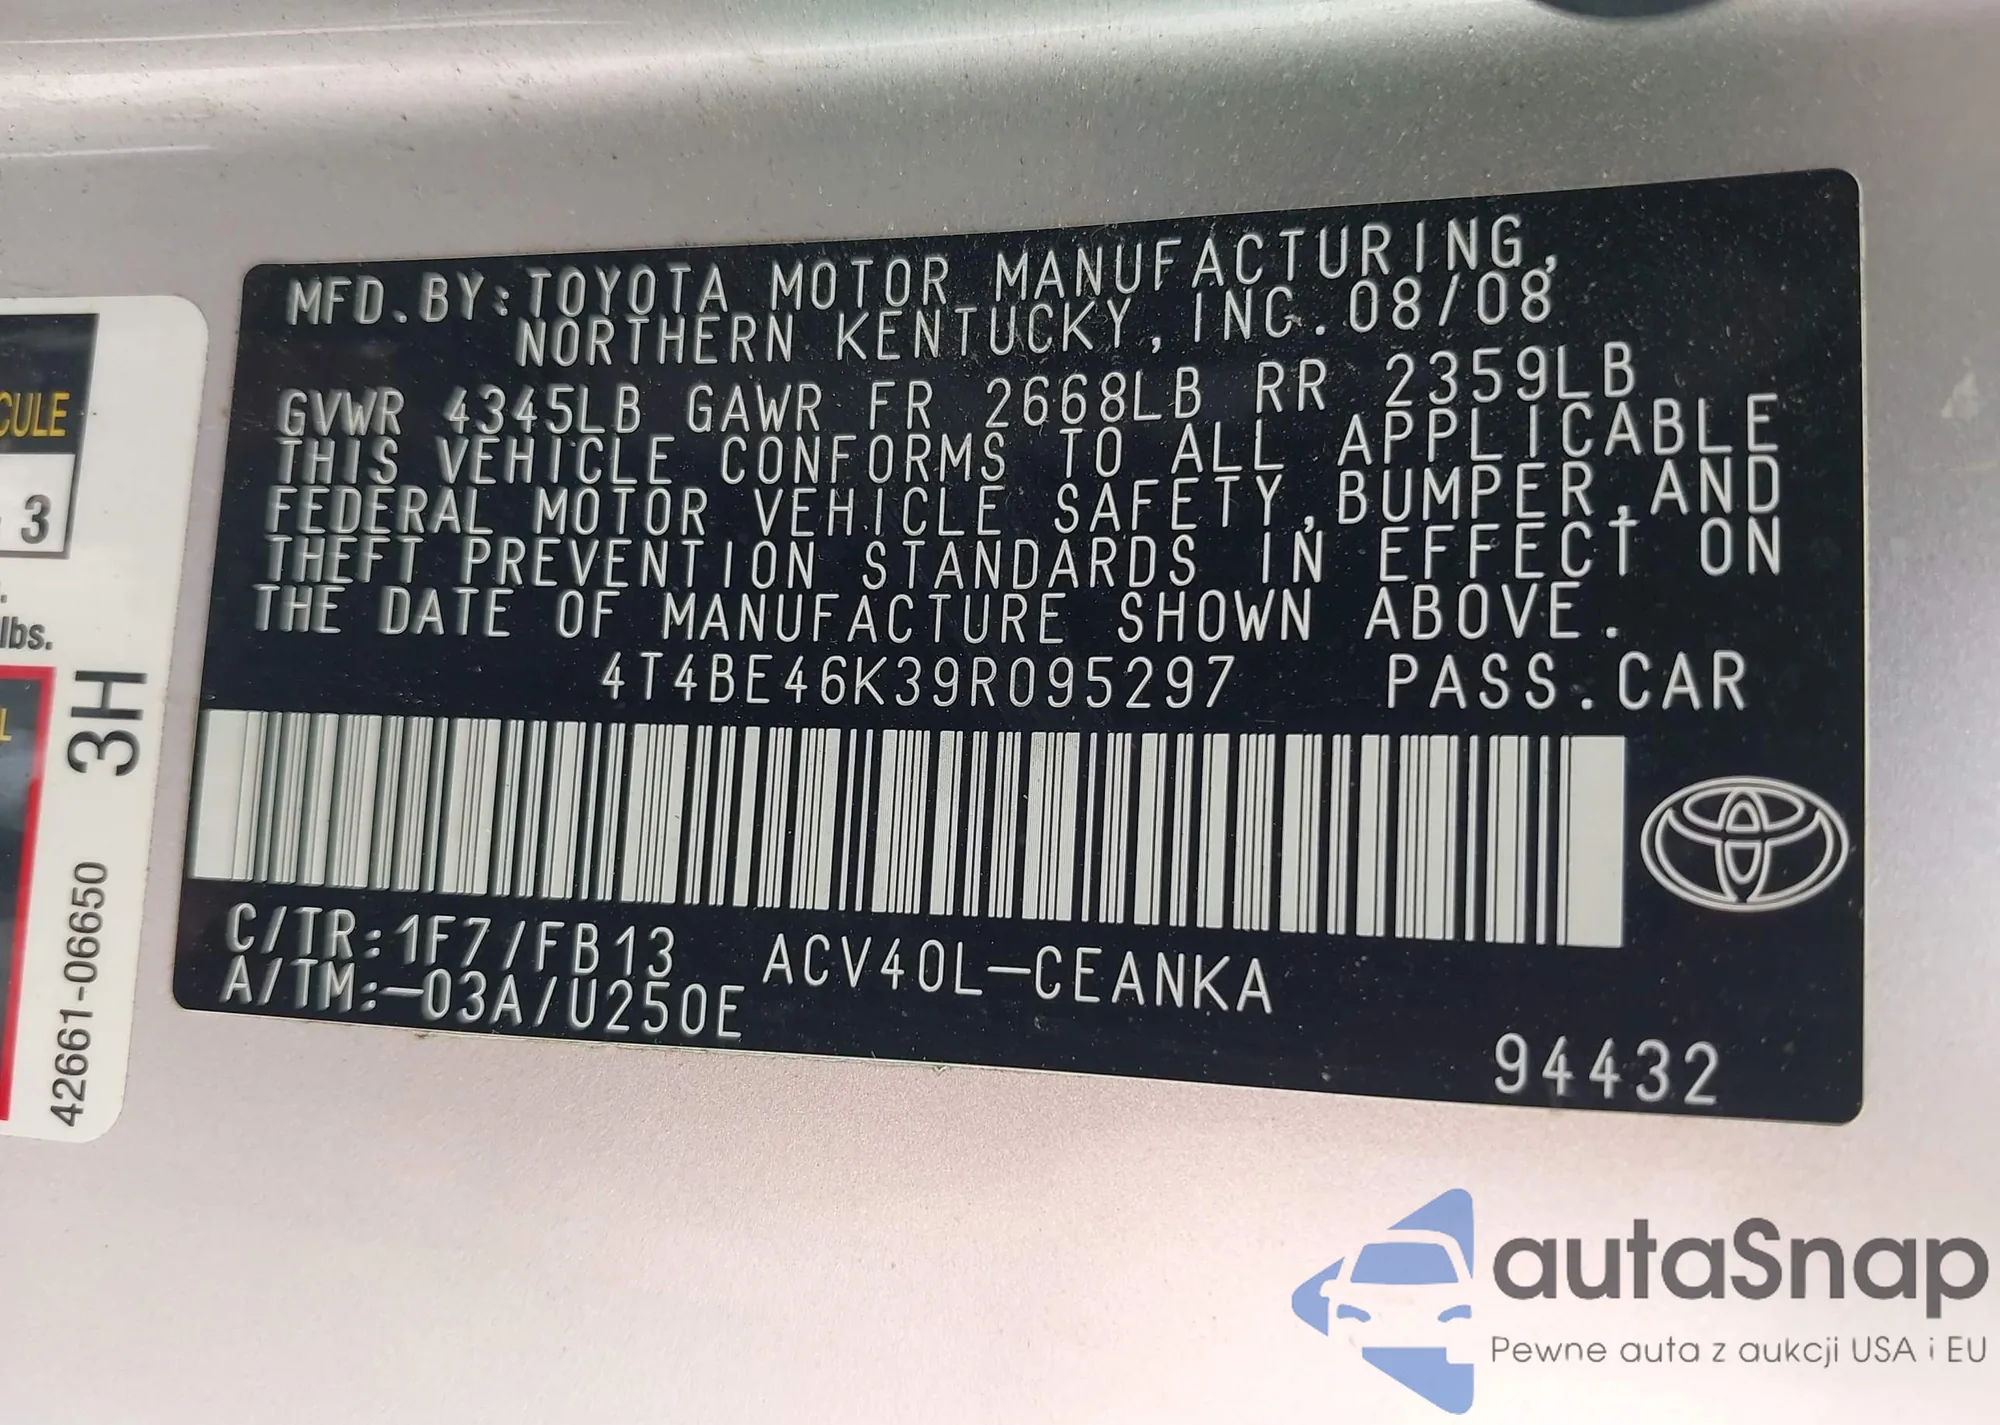 MFD.BY:TOYOTA MOTOR MANUFACTURING,
NORTHERN KENTUCKY, INC. 08/08
GVWR 4345LB GAWR FR 2668LB RR 2359LB
THIS VEHICLE CONFORMS TO ALL APPLICABLE
FEDERAL MOTOR VEHICLE SAFETY,BUMPER,AND
THEFT PREVENTION STANDARDS IN EFFECT ON
THE DATE OF MANUFACTURE SHOWN ABOVE.
4T4BE46K39R095297 PASS.CAR
C/TR:1F7/FB13 ACV40L-CEANKA
A/TM:-03A/U250E
94432
3
lbs.
3H
42661-06650
autaSnap
Pewne auta z aukcji USA i EU